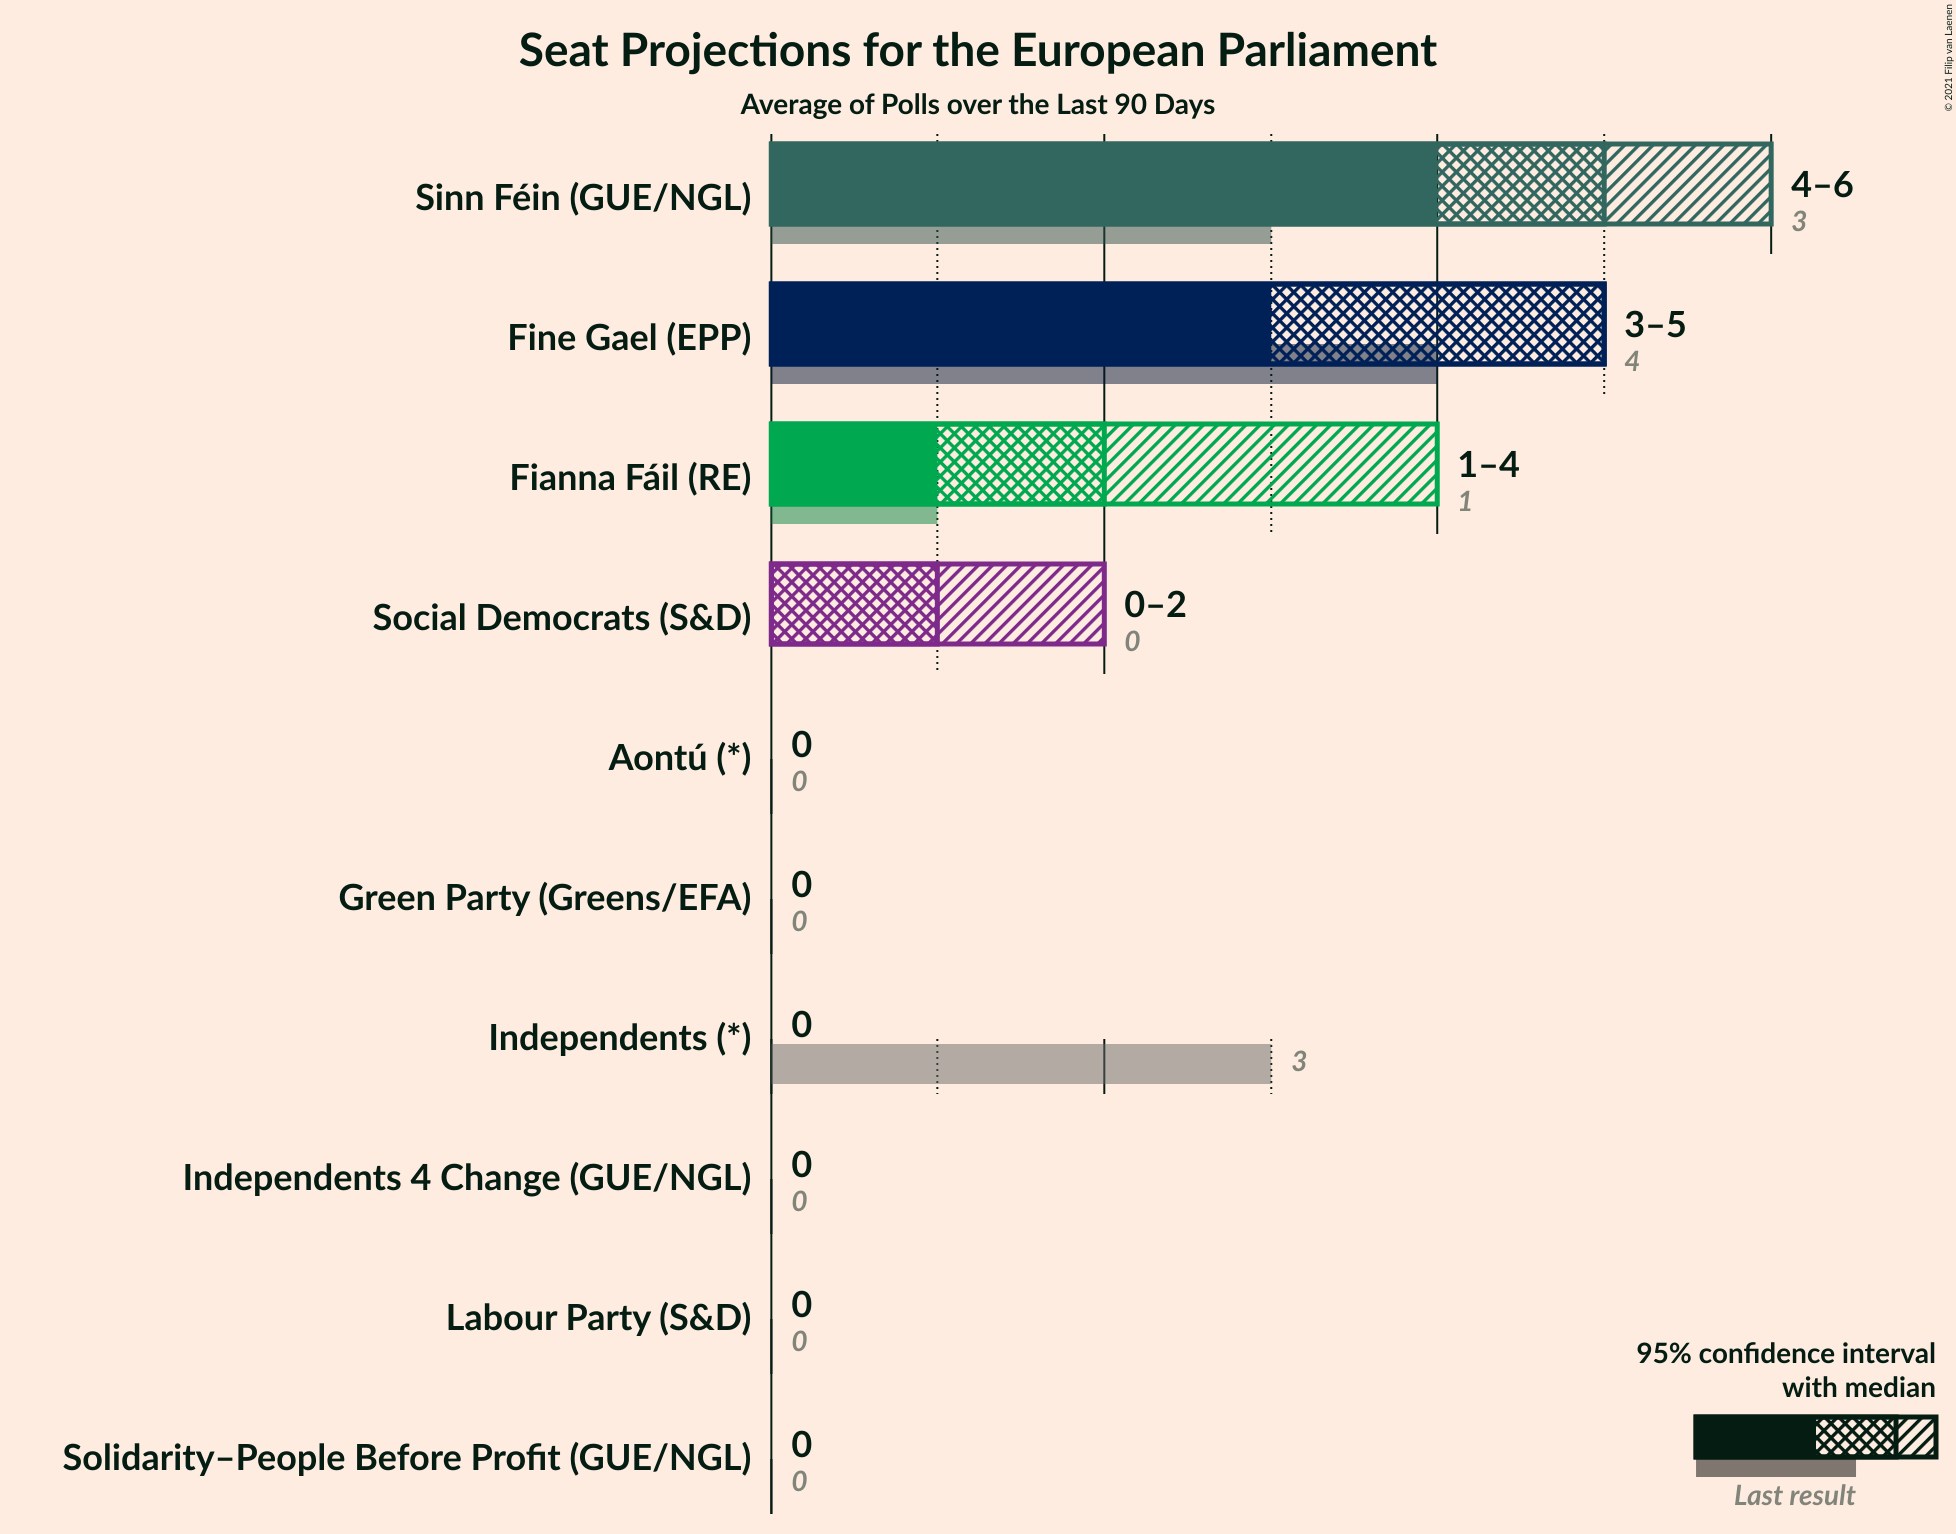 Seat Projections for the European Parliament
Average of Polls over the Last 90 Days
© 2021 Filip van Laenen
Sinn Féin (GUE/NGL)
4–6
3
Fine Gael (EPP)
3–5
4
Fianna Fáil (RE)
1–4
1
Social Democrats (S&D)
0–2
0
Aontú (*)
0
0
Green Party (Greens/EFA)
0
0
Independents (*)
0
3
Independents 4 Change (GUE/NGL)
0
0
Labour Party (S&D)
0
0
Solidarity–People Before Profit (GUE/NGL)
0
0
95% confidence interval
with median
Last result